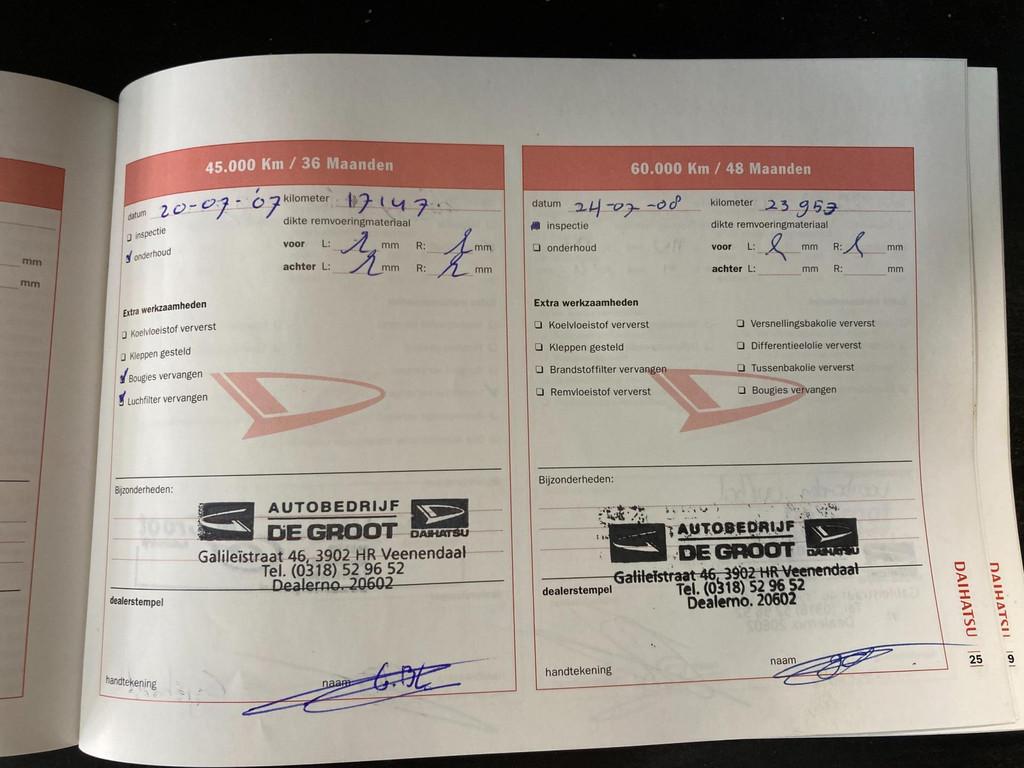 mm
mm
45.000 Km / 36 Maanden
datum 20-07-'07 kilometer 17147.
inspectie dikte remvoeringmateriaal
onderhoud voor L: mm R: mm
achter L: mm R: mm
Extra werkzaamheden
Koelvloeistof ververst
Kleppen gesteld
Bougies vervangen
Luchtfilter vervangen
Bijzonderheden:
AUTOBEDRIJF
DE GROOT DAIHATSU
Galileïstraat 46, 3902 HR Veenendaal
Tel. (0318) 52 96 52
Dealerno. 20602
dealerstempel
handtekening naam
60.000 Km / 48 Maanden
datum 24-07-08 kilometer 23957
inspectie dikte remvoeringmateriaal
onderhoud voor L: mm R: mm
achter L: mm R: mm
Extra werkzaamheden
Koelvloeistof ververst Versnellingsbakolie ververst
Kleppen gesteld Differentieelolie ververst
Brandstoffilter vervangen Tussenbakolie ververst
Remvloeistof ververst Bougies vervangen
Bijzonderheden:
AUTOBEDRIJF
DE GROOT DAIHATSU
Galileïstraat 46, 3902 HR Veenendaal
Tel. (0318) 52 96 52
Dealerno. 20602
dealerstempel
handtekening naam
DAIHATSU
25
DAIHATSU
9